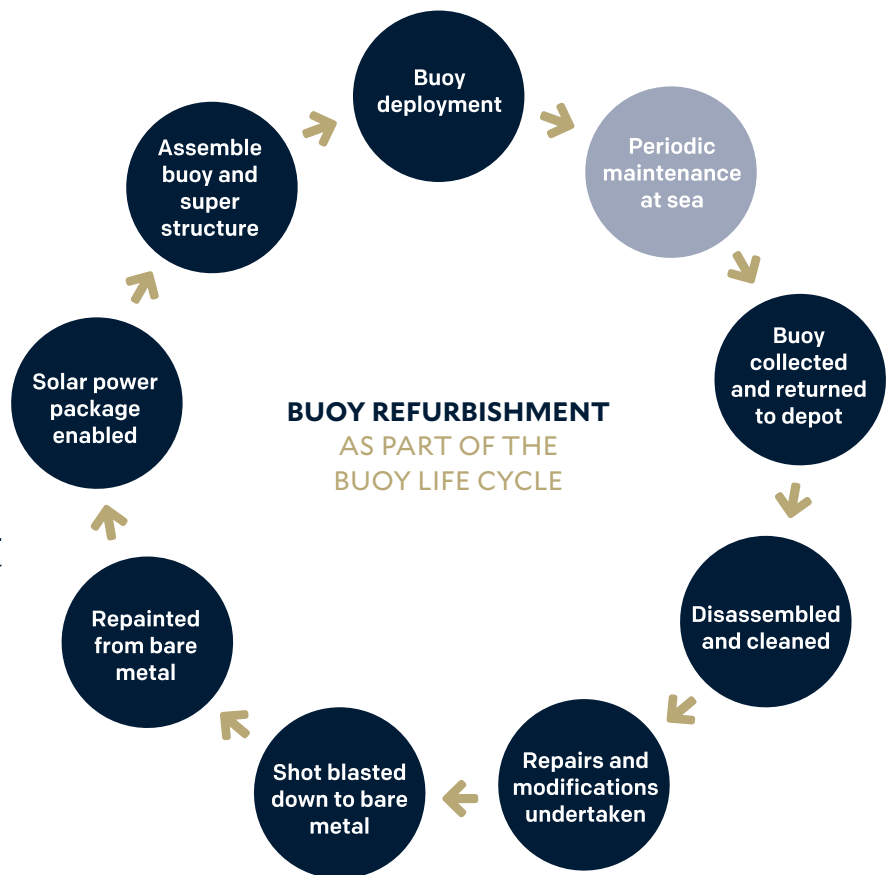 Buoy
deployment
Periodic
maintenance
at sea
Buoy
collected
and returned
to depot
Disassembled
and cleaned
Repairs and
modifications
undertaken
Shot blasted
down to bare
metal
Repainted
from bare
metal
Solar power
package
enabled
Assemble
buoy and
super
structure
BUOY REFURBISHMENT
AS PART OF THE
BUOY LIFE CYCLE